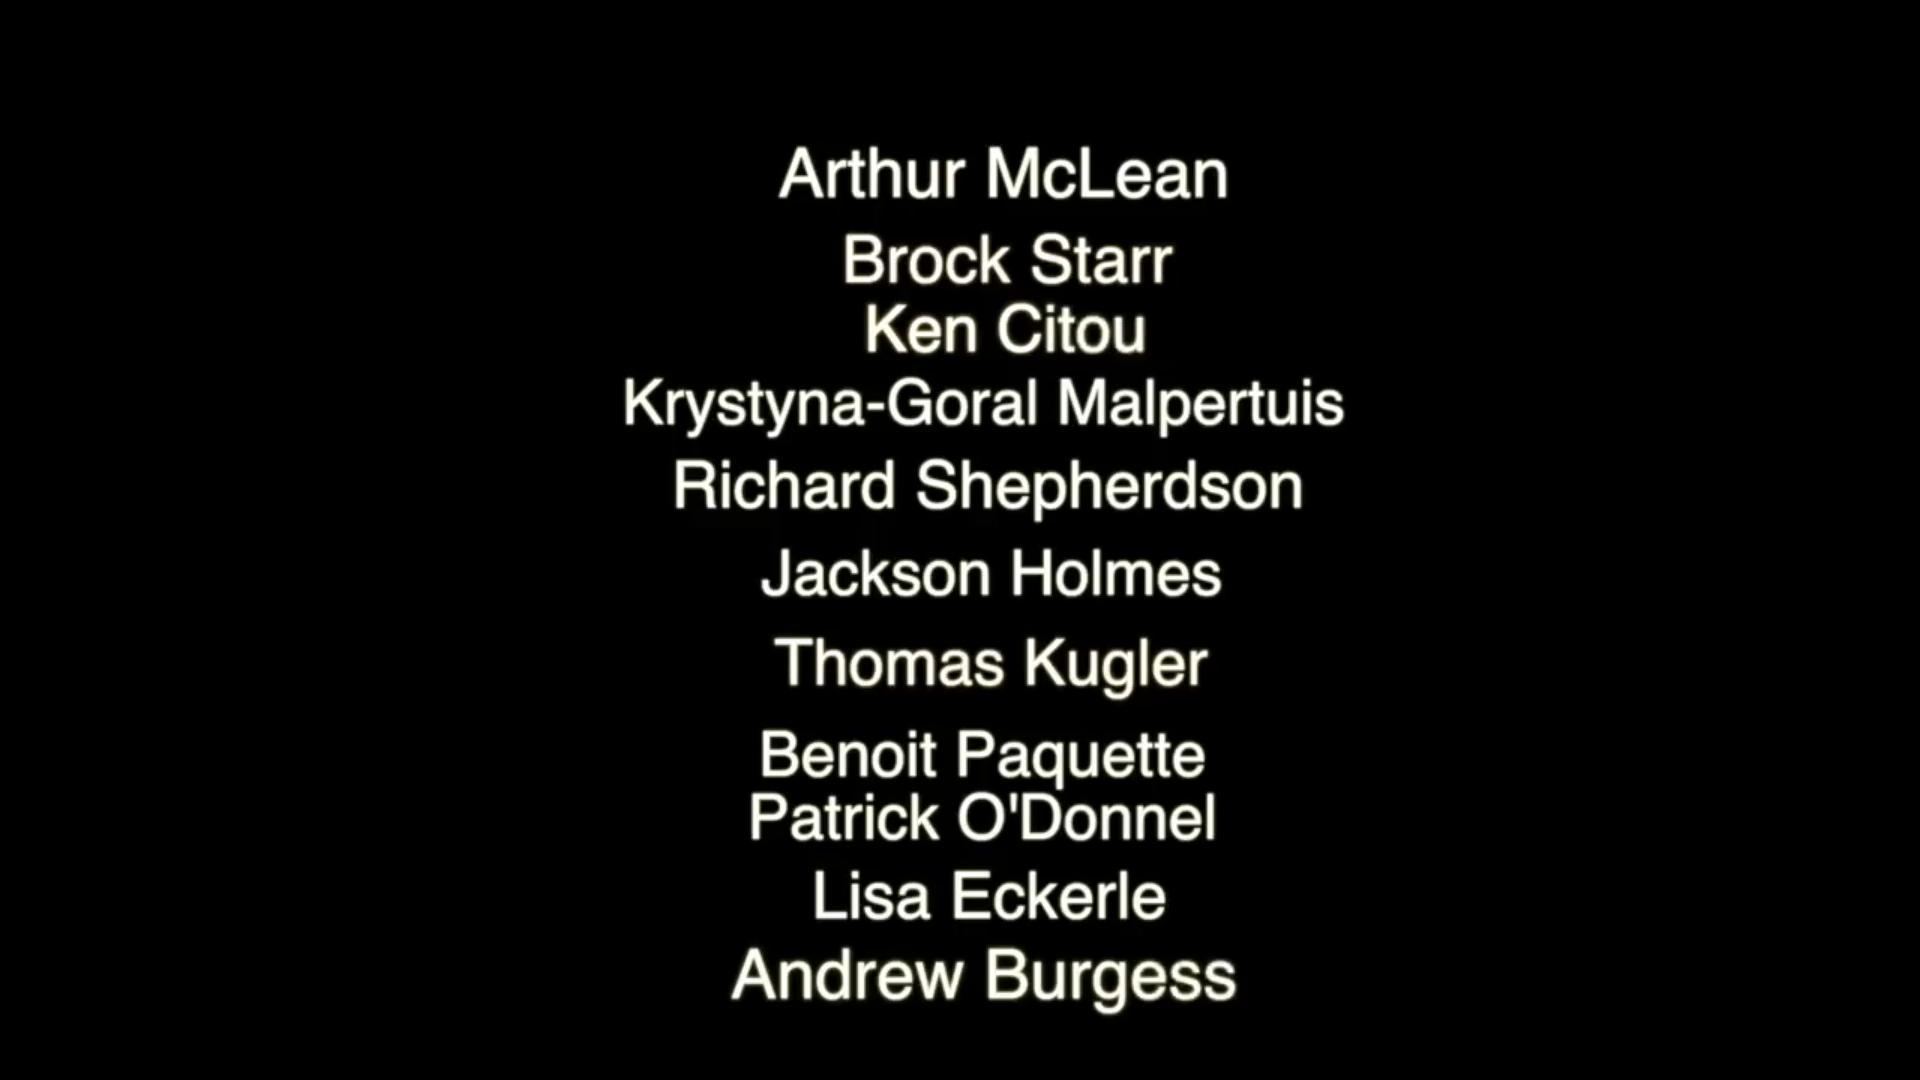 Arthur McLean
Brock Starr
Ken Citou
Krystyna-Goral Malpertuis
Richard Shepherdson
Jackson Holmes
Thomas Kugler
Benoit Paquette
Patrick O'Donnel
Lisa Eckerle
Andrew Burgess